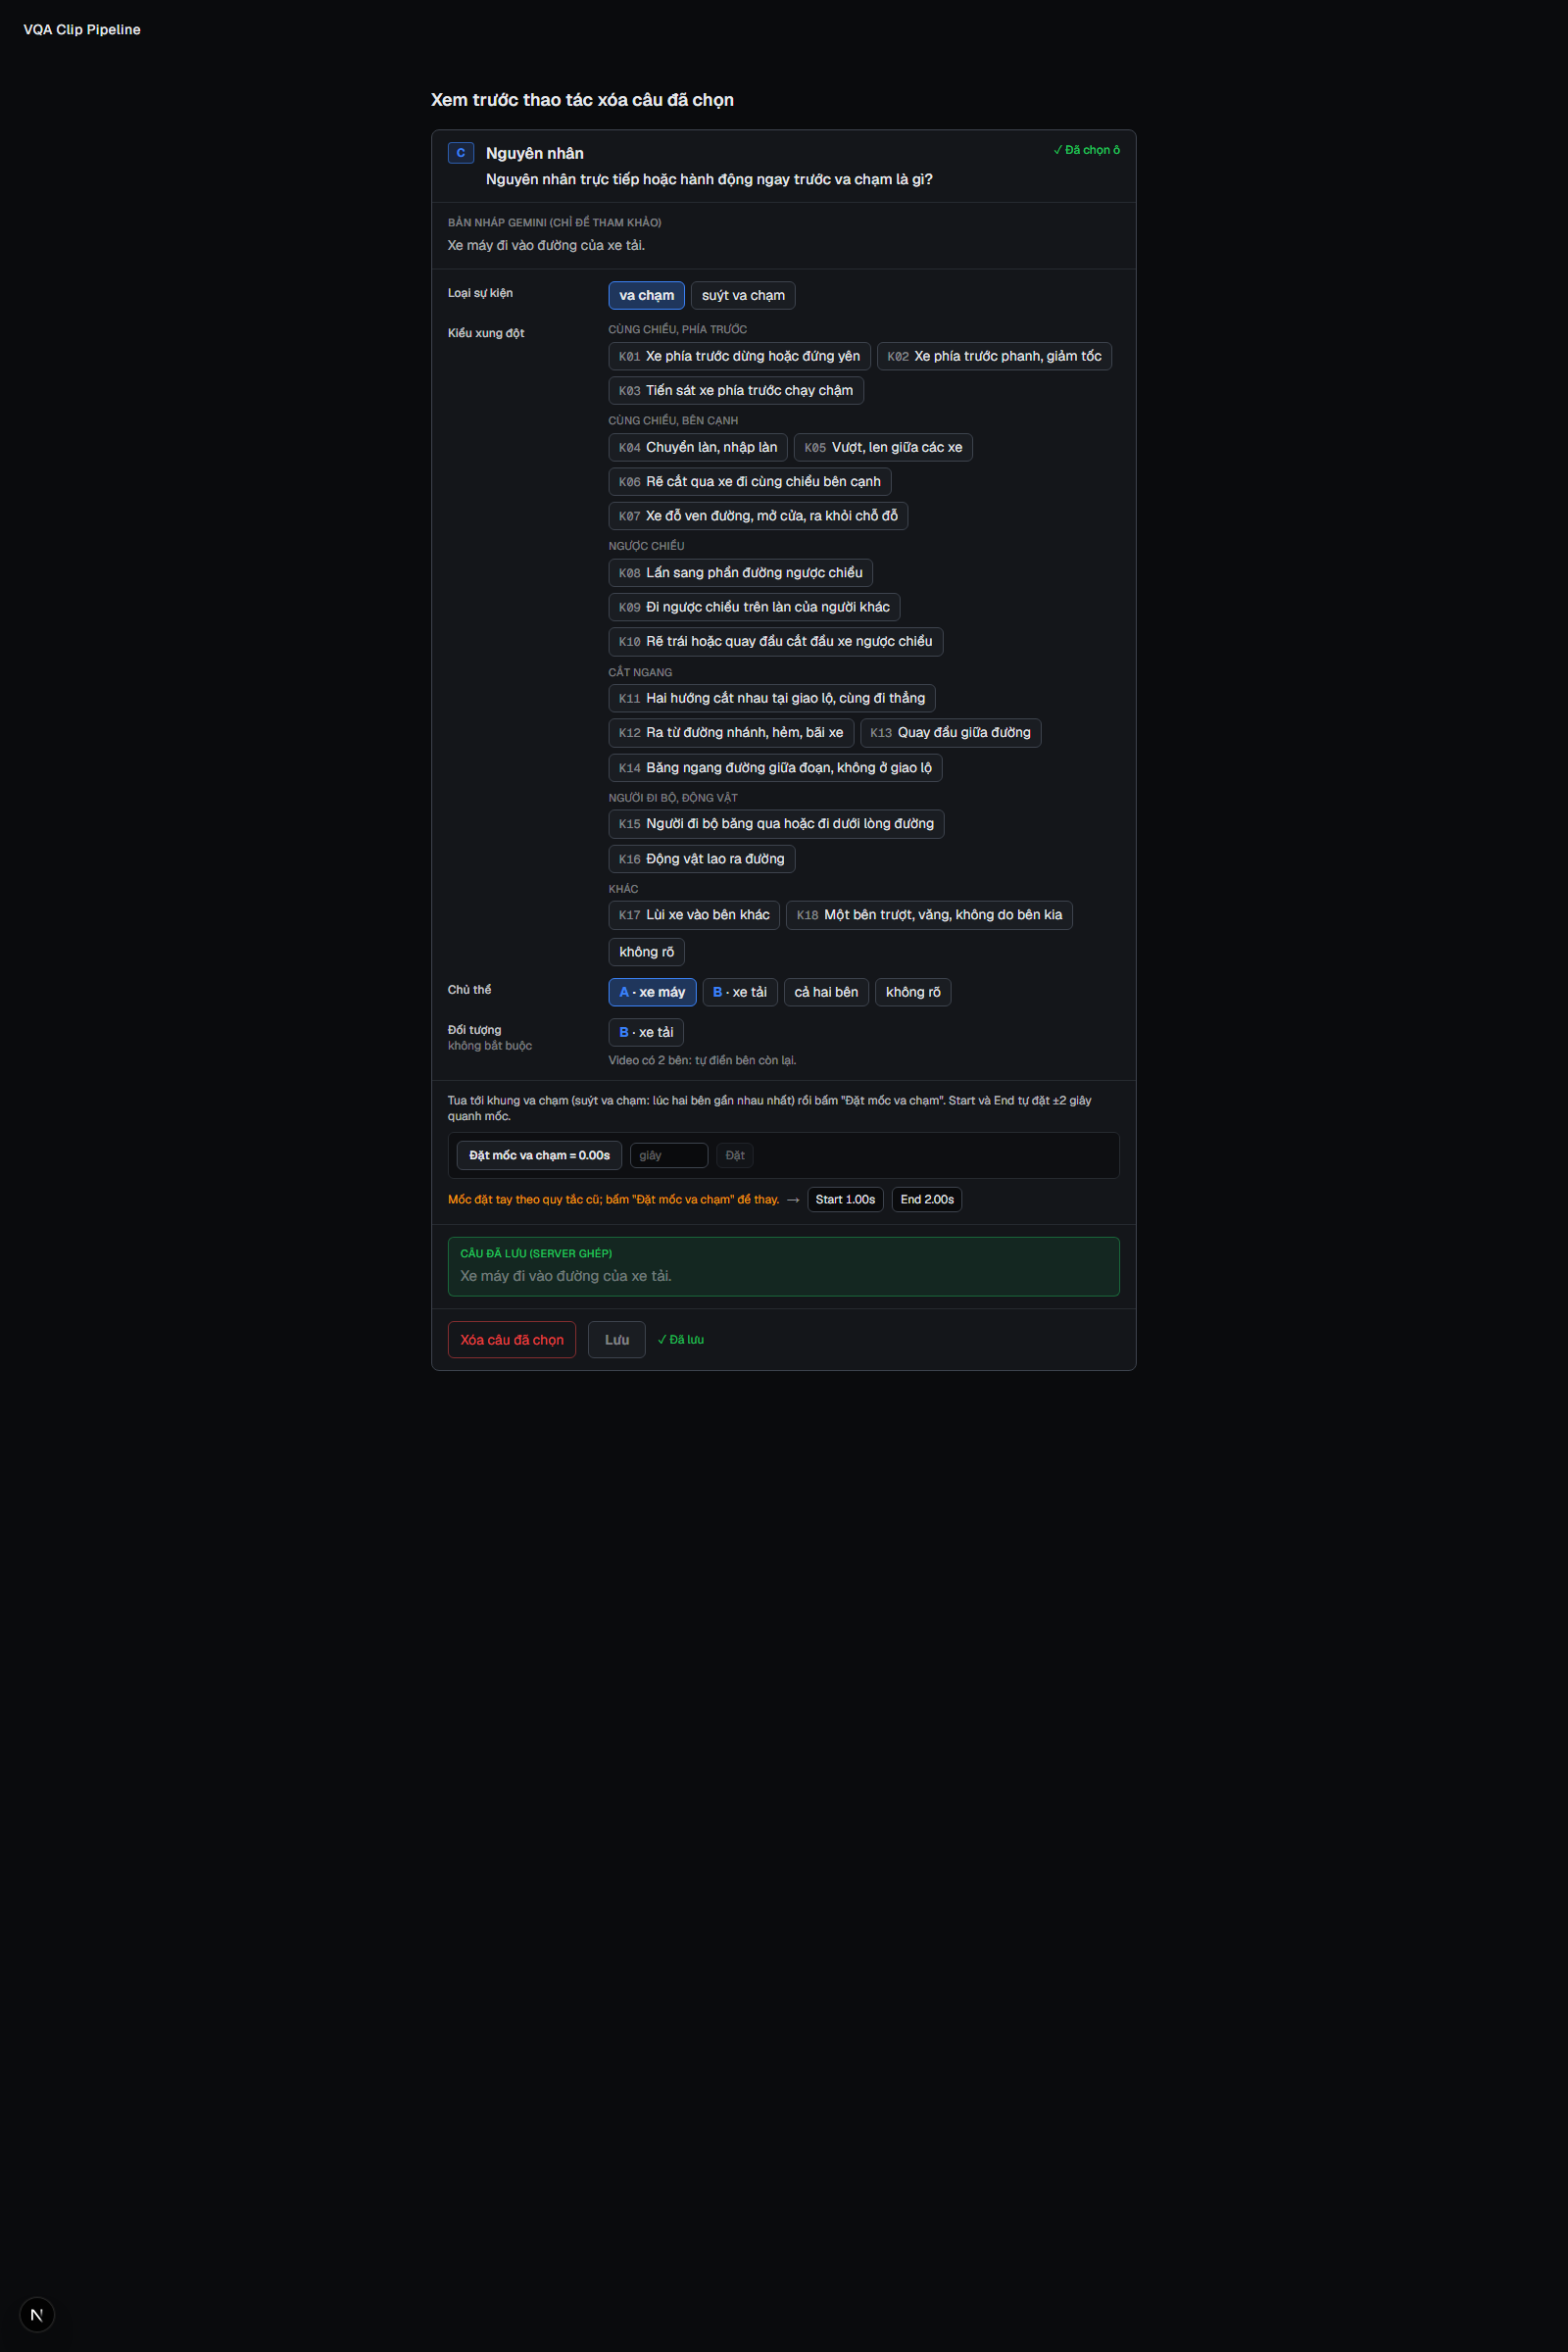 VQA Clip Pipeline
Xem trước thao tác xóa câu đã chọn
C Nguyên nhân ✓ Đã chọn ô
Nguyên nhân trực tiếp hoặc hành động ngay trước va chạm là gì?
BẢN NHÁP GEMINI (CHỈ ĐỂ THAM KHẢO)
Xe máy đi vào đường của xe tải.
Loại sự kiện va chạm suýt va chạm
Kiểu xung đột CÙNG CHIỀU, PHÍA TRƯỚC
K01 Xe phía trước dừng hoặc đứng yên K02 Xe phía trước phanh, giảm tốc
K03 Tiến sát xe phía trước chạy chậm
CÙNG CHIỀU, BÊN CẠNH
K04 Chuyển làn, nhập làn K05 Vượt, len giữa các xe
K06 Rẽ cắt qua xe đi cùng chiều bên cạnh
K07 Xe đỗ ven đường, mở cửa, ra khỏi chỗ đỗ
NGƯỢC CHIỀU
K08 Lấn sang phần đường ngược chiều
K09 Đi ngược chiều trên làn của người khác
K10 Rẽ trái hoặc quay đầu cắt đầu xe ngược chiều
CẮT NGANG
K11 Hai hướng cắt nhau tại giao lộ, cùng đi thẳng
K12 Ra từ đường nhánh, hẻm, bãi xe K13 Quay đầu giữa đường
K14 Băng ngang đường giữa đoạn, không ở giao lộ
NGƯỜI ĐI BỘ, ĐỘNG VẬT
K15 Người đi bộ băng qua hoặc đi dưới lòng đường
K16 Động vật lao ra đường
KHÁC
K17 Lùi xe vào bên khác K18 Một bên trượt, văng, không do bên kia
không rõ
Chủ thể A · xe máy B · xe tải cả hai bên không rõ
Đối tượng B · xe tải
không bắt buộc
Video có 2 bên: tự điền bên còn lại.
Tua tới khung va chạm (suýt va chạm: lúc hai bên gần nhau nhất) rồi bấm "Đặt mốc va chạm". Start và End tự đặt ±2 giây
quanh mốc.
Đặt mốc va chạm = 0.00s giây Đặt
Mốc đặt tay theo quy tắc cũ; bấm "Đặt mốc va chạm" để thay. → Start 1.00s End 2.00s
CÂU ĐÃ LƯU (SERVER GHÉP)
Xe máy đi vào đường của xe tải.
Xóa câu đã chọn Lưu ✓ Đã lưu
N